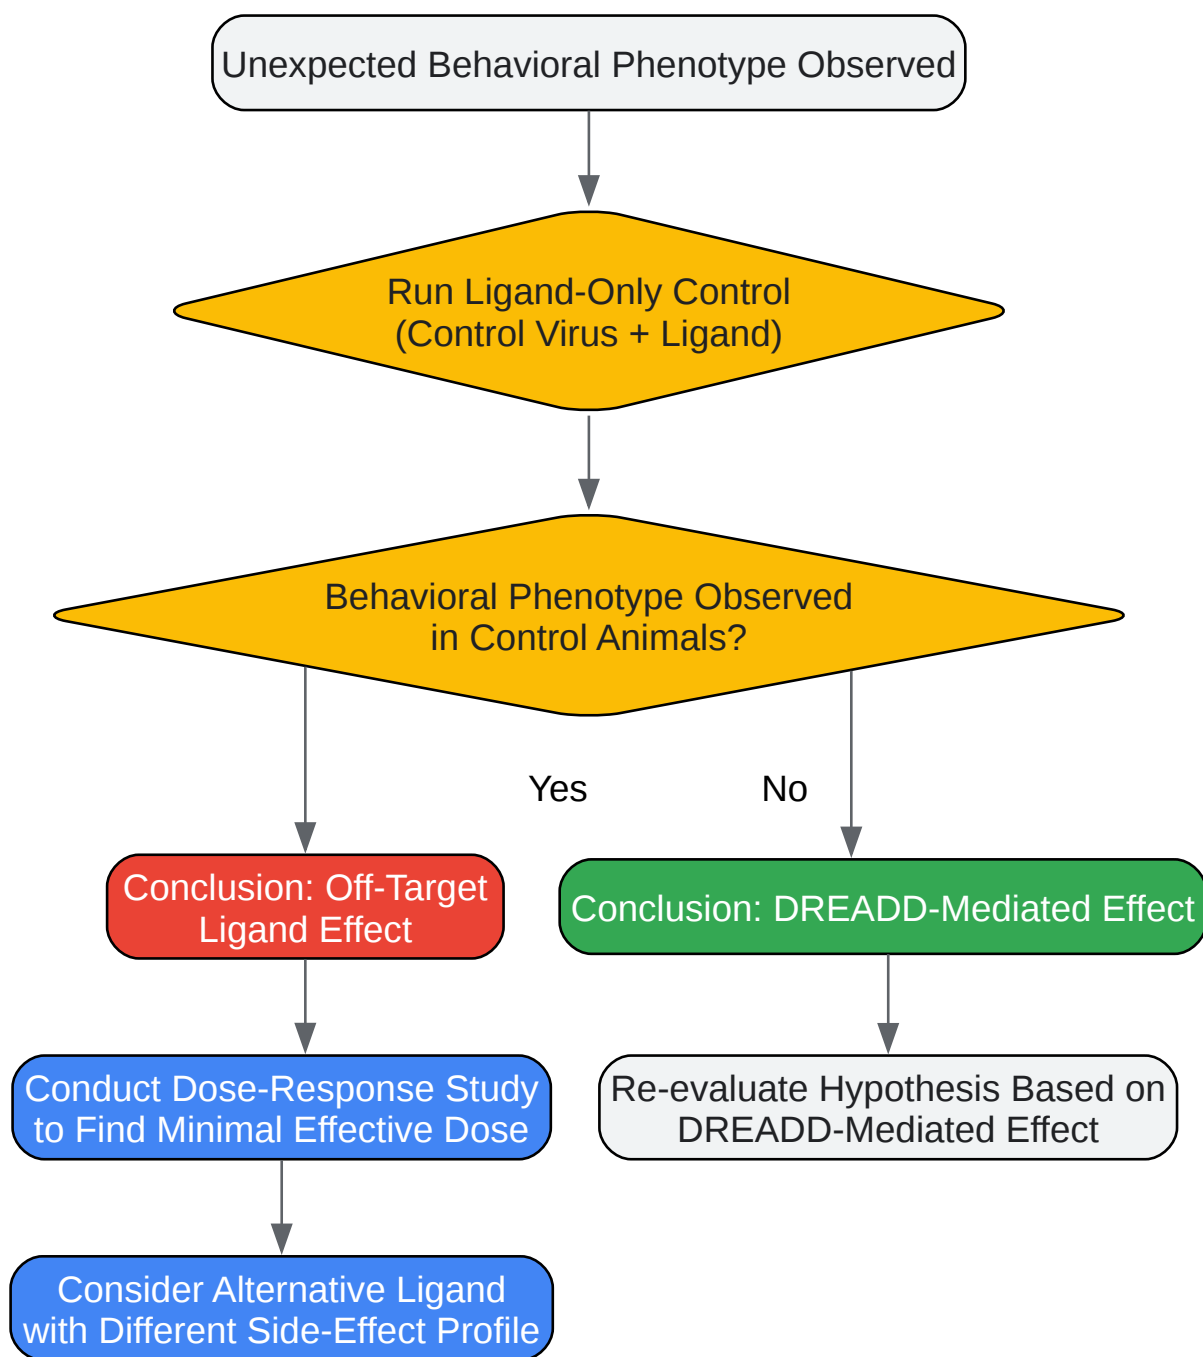 Unexpected Behavioral Phenotype Observed
Run Ligand-Only Control
(Control Virus + Ligand)
Behavioral Phenotype Observed
in Control Animals?
Yes
No
Conclusion: Off-Target
Ligand Effect
Conclusion: DREADD-Mediated Effect
Conduct Dose-Response Study
to Find Minimal Effective Dose
Re-evaluate Hypothesis Based on
DREADD-Mediated Effect
Consider Alternative Ligand
with Different Side-Effect Profile